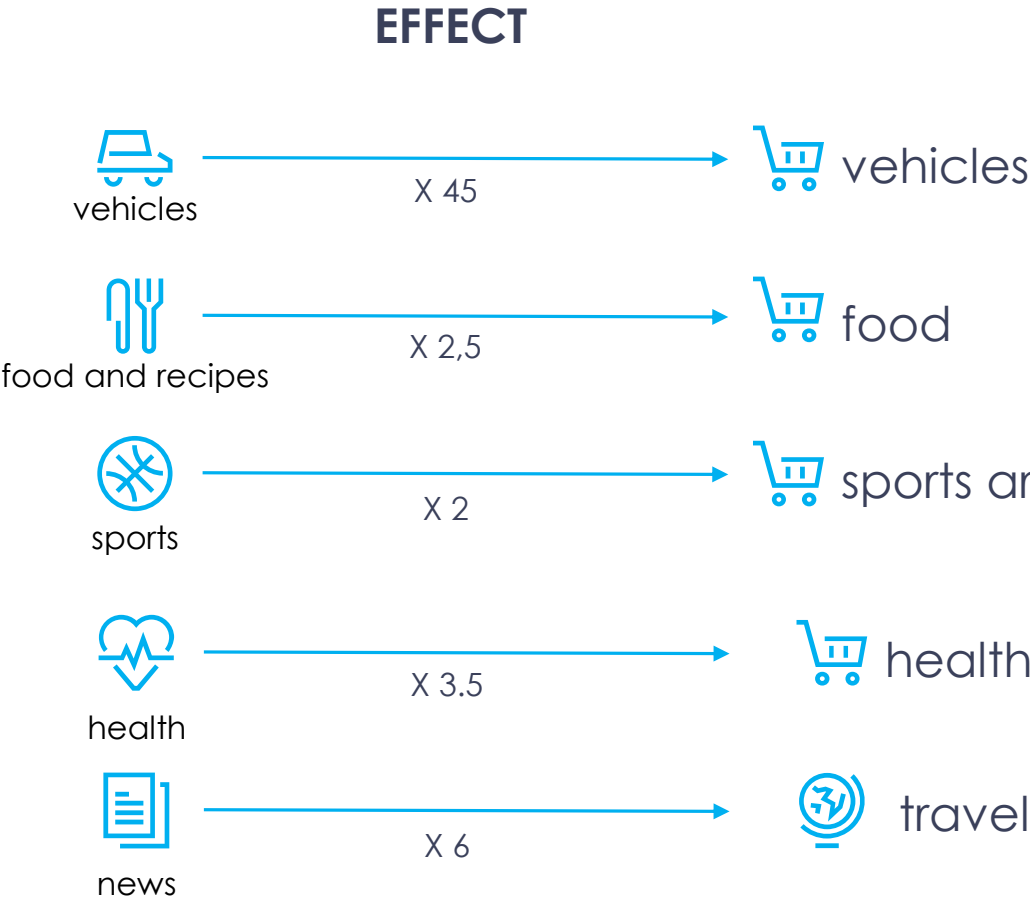 EFFECT
vehicles
X 45
vehicles
food and recipes
X 2,5
food
sports
X 2
sports
health
X 3.5
health
news
X 6
travel